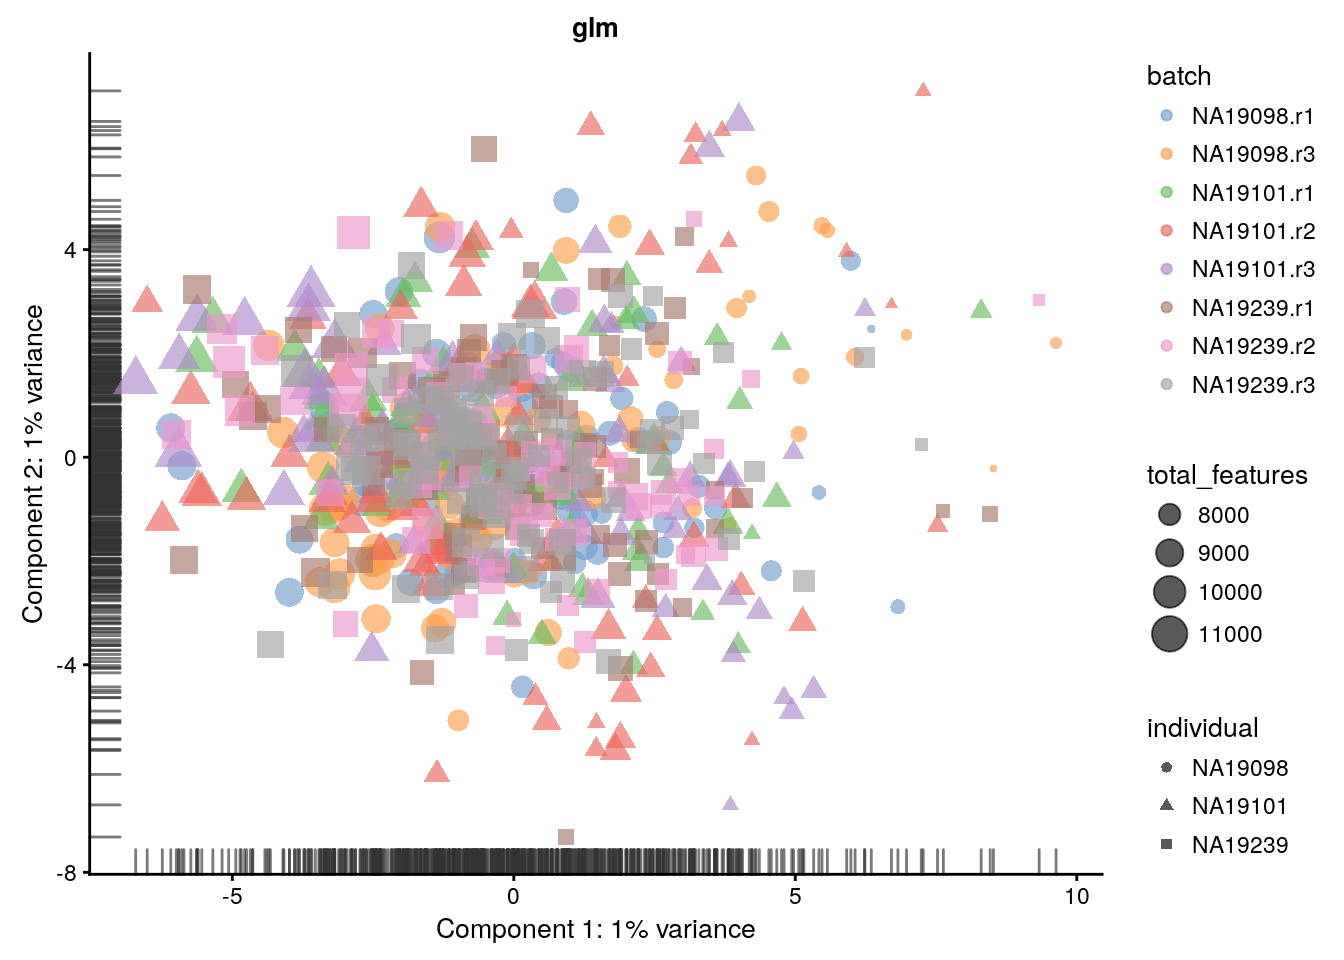 glm
batch
NA19098.r1
NA19098.r3
NA19101.r1
NA19101.r2
NA19101.r3
NA19239.r1
NA19239.r2
NA19239.r3
total_features
8000
9000
10000
11000
individual
NA19098
NA19101
NA19239
Component 2: 1% variance
4
0
-4
-8
-5
0
5
10
Component 1: 1% variance